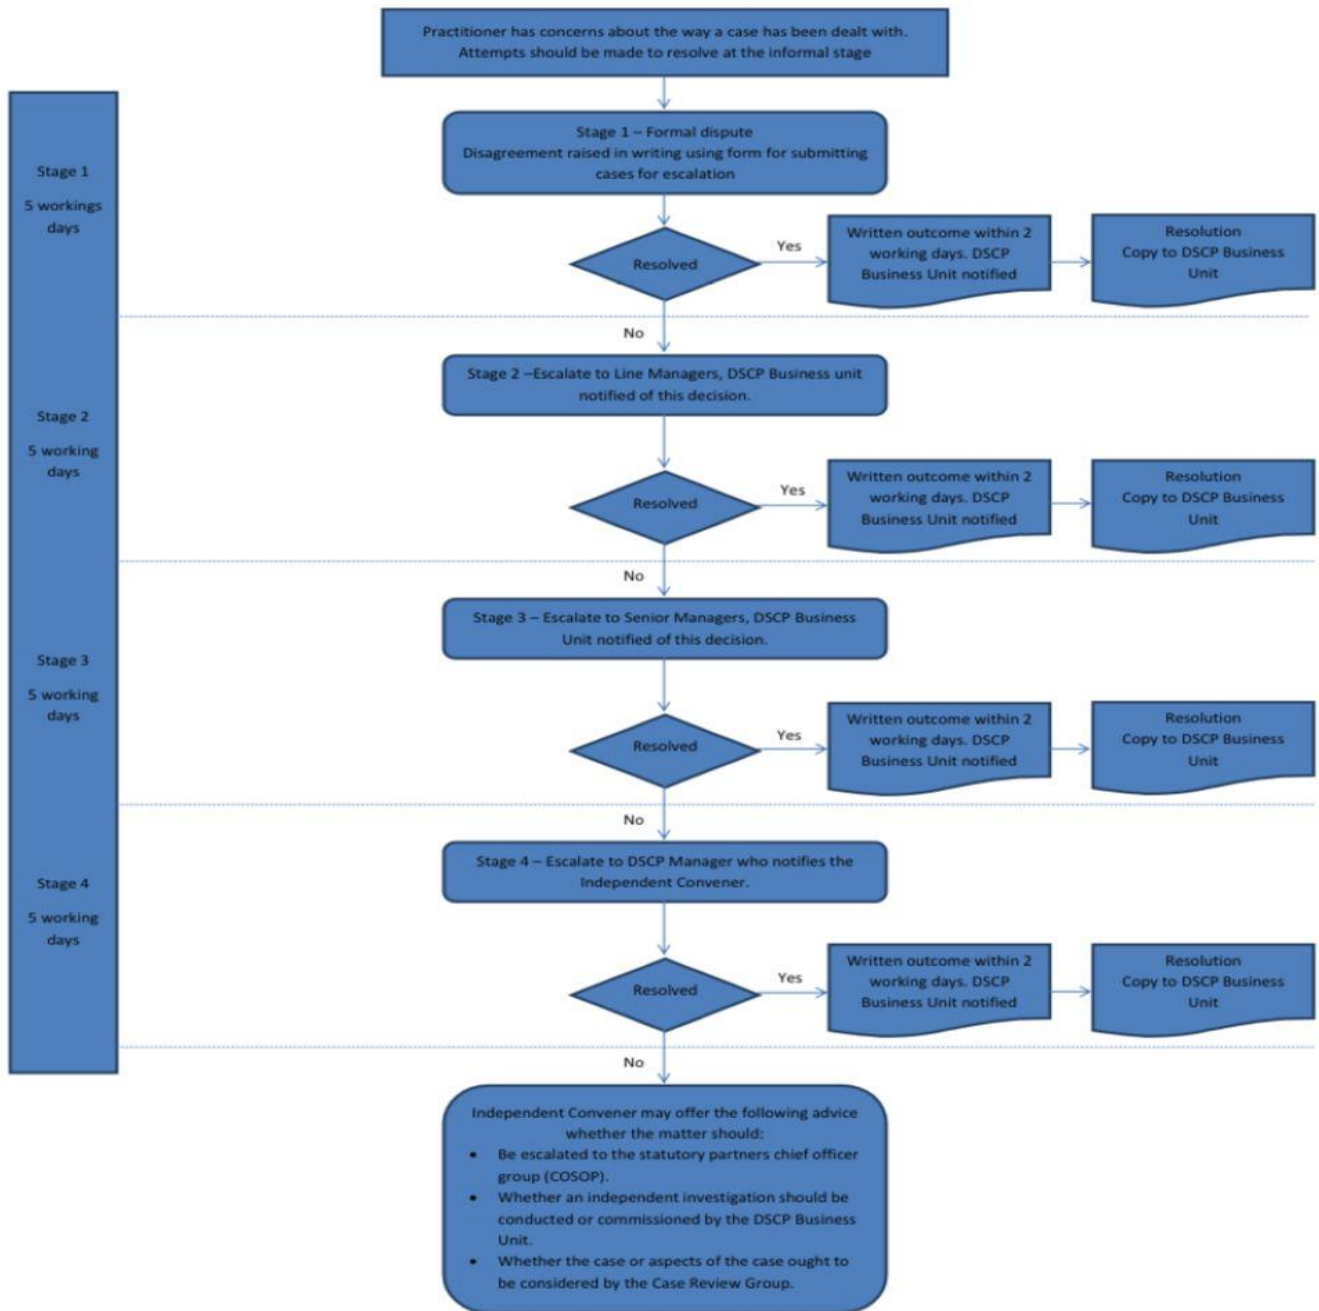 Practitioner has concerns about the way a case has been dealt with.
Attempts should be made to resolve at the informal stage
Stage 1
5 workings
days
Stage 1 – Formal dispute
Disagreement raised in writing using form for submitting
cases for escalation
Resolved
Yes
Written outcome within 2
working days. DSCP
Business Unit notified
Resolution
Copy to DSCP Business
Unit
No
Stage 2
5 working
days
Stage 2 –Escalate to Line Managers, DSCP Business unit
notified of this decision.
Resolved
Yes
Written outcome within 2
working days. DSCP
Business Unit notified
Resolution
Copy to DSCP Business
Unit
No
Stage 3
5 working
days
Stage 3 – Escalate to Senior Managers, DSCP Business
Unit notified of this decision.
Resolved
Yes
Written outcome within 2
working days. DSCP
Business Unit notified
Resolution
Copy to DSCP Business
Unit
No
Stage 4
5 working
days
Stage 4 – Escalate to DSCP Manager who notifies the
Independent Convener.
Resolved
Yes
Written outcome within 2
working days. DSCP
Business Unit notified
Resolution
Copy to DSCP Business
Unit
No
Independent Convener may offer the following advice
whether the matter should:
• Be escalated to the statutory partners chief officer
group (COSOP).
• Whether an independent investigation should be
conducted or commissioned by the DSCP Business
Unit.
• Whether the case or aspects of the case ought to
be considered by the Case Review Group.